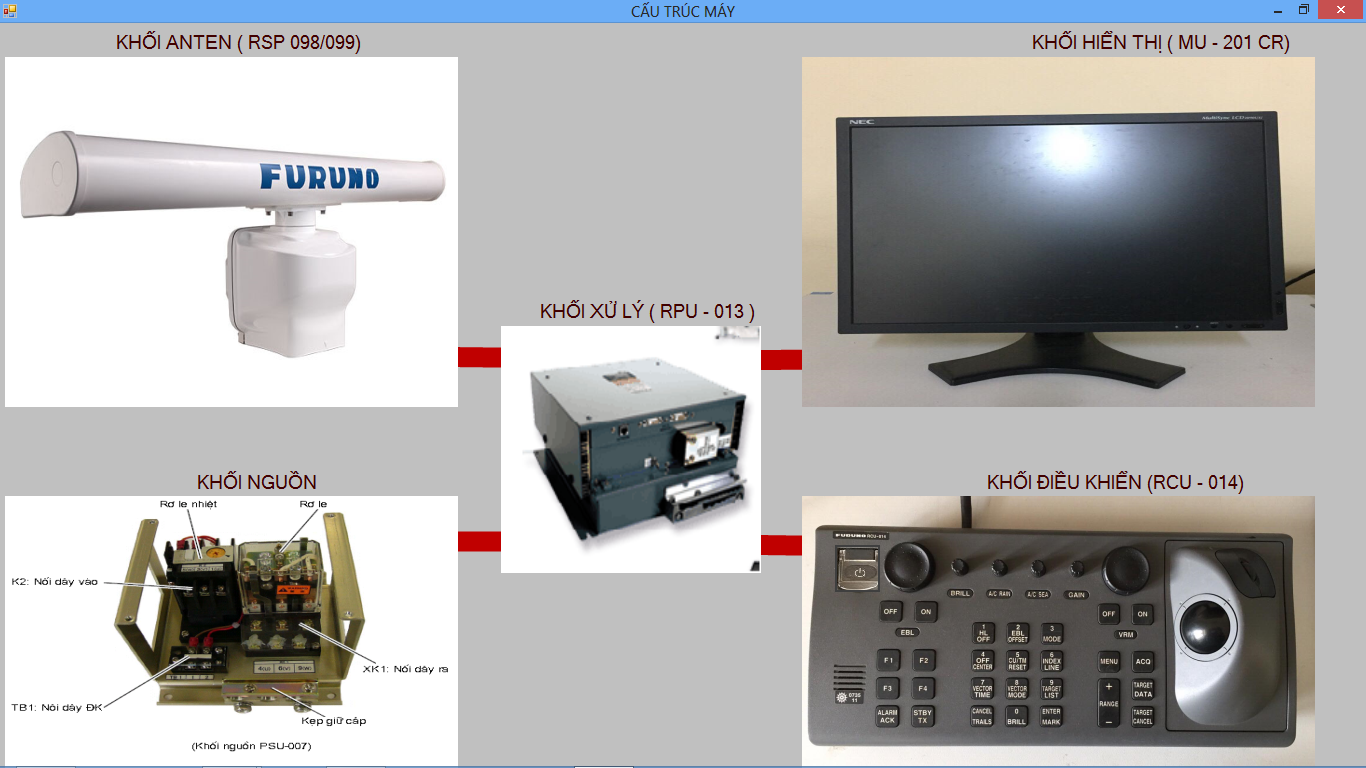 CẤU TRÚC MÁY
KHỐI ANTEN ( RSP 098/099)
KHỐI HIỂN THỊ ( MU - 201 CR)
FURUNO
NEC
KHỐI XỬ LÝ ( RPU - 013 )
KHỐI NGUỒN
Rơ le nhiệt
Rơ le
K2: Nối dây vào
XK1: Nối dây ra
TB1: Nôi dây ĐK
Kẹp giữ cáp
(Khối nguồn PSU-007)
KHỐI ĐIỀU KHIỂN (RCU - 014)
FURUNO RCU-014
BRILL
A/C RAIN
A/C SEA
GAIN
OFF
ON
EBL
OFF
ON
VRM
1
HL
OFF
2
EBL
OFFSET
3
MODE
F1
F2
4
OFF
CENTER
5
CU/TM
RESET
6
INDEX
LINE
MENU
ACQ
F3
F4
7
VECTOR
TIME
8
VECTOR
MODE
9
TARGET
LIST
+
RANGE
−
TARGET
DATA
ALARM
ACK
STBY
TX
CANCEL
TRAILS
0
BRILL
ENTER
MARK
TARGET
CANCEL
0735
11